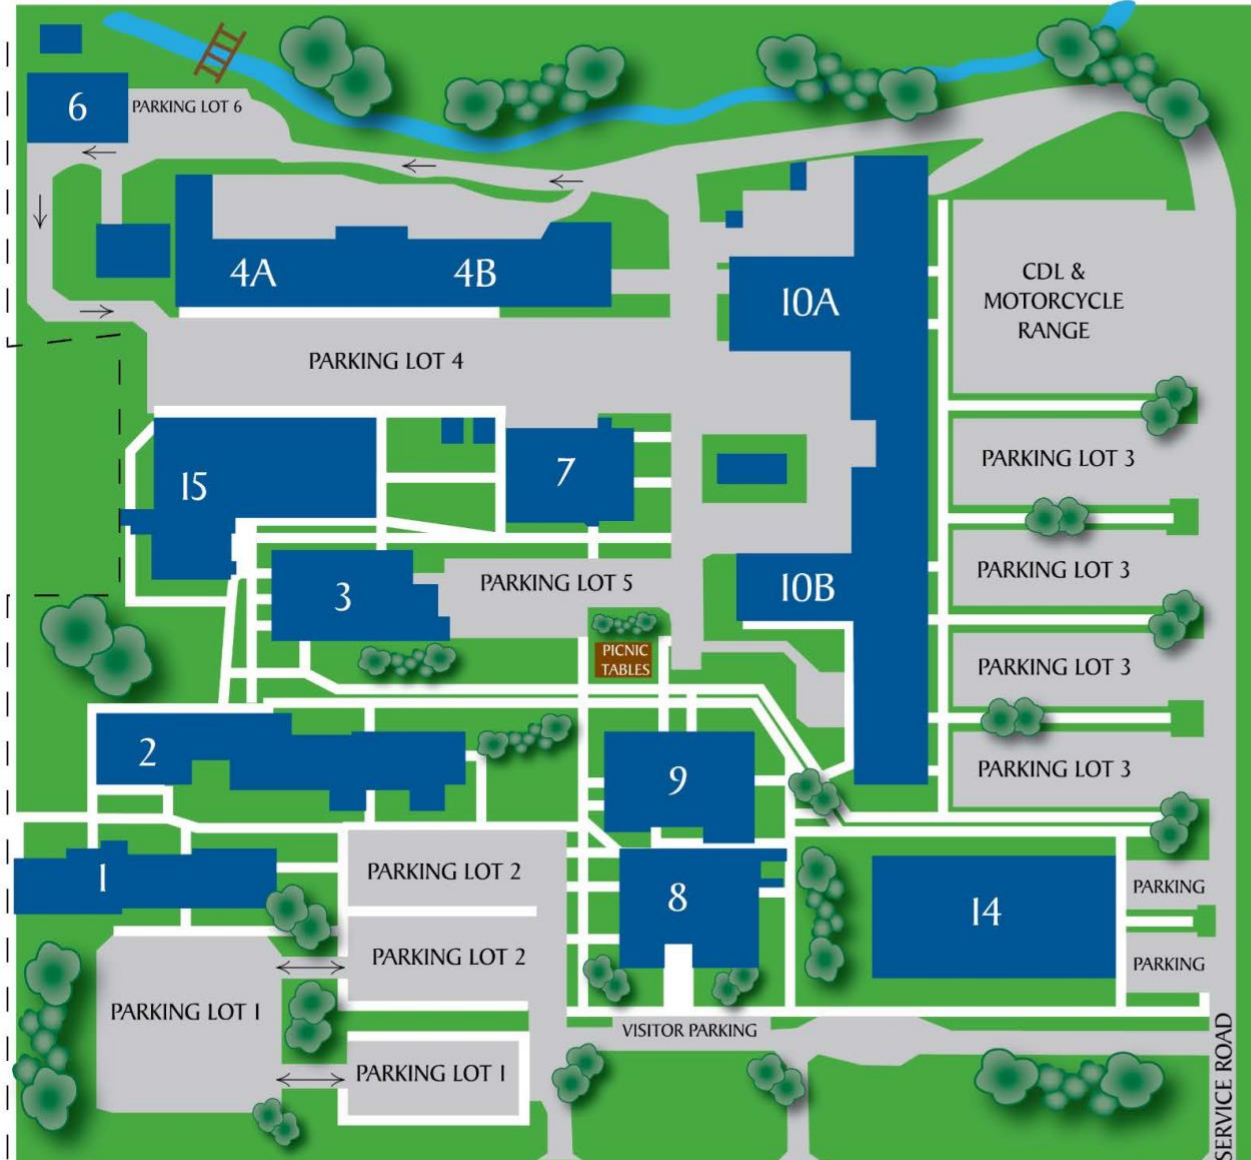 6
PARKING LOT 6
4A
4B
10A
CDL &
MOTORCYCLE
RANGE
PARKING LOT 4
15
7
PARKING LOT 3
3
PARKING LOT 5
10B
PARKING LOT 3
PICNIC
TABLES
PARKING LOT 3
2
9
PARKING LOT 3
1
PARKING LOT 2
8
14
PARKING
PARKING LOT 2
PARKING
PARKING LOT 1
VISITOR PARKING
PARKING LOT 1
SERVICE ROAD